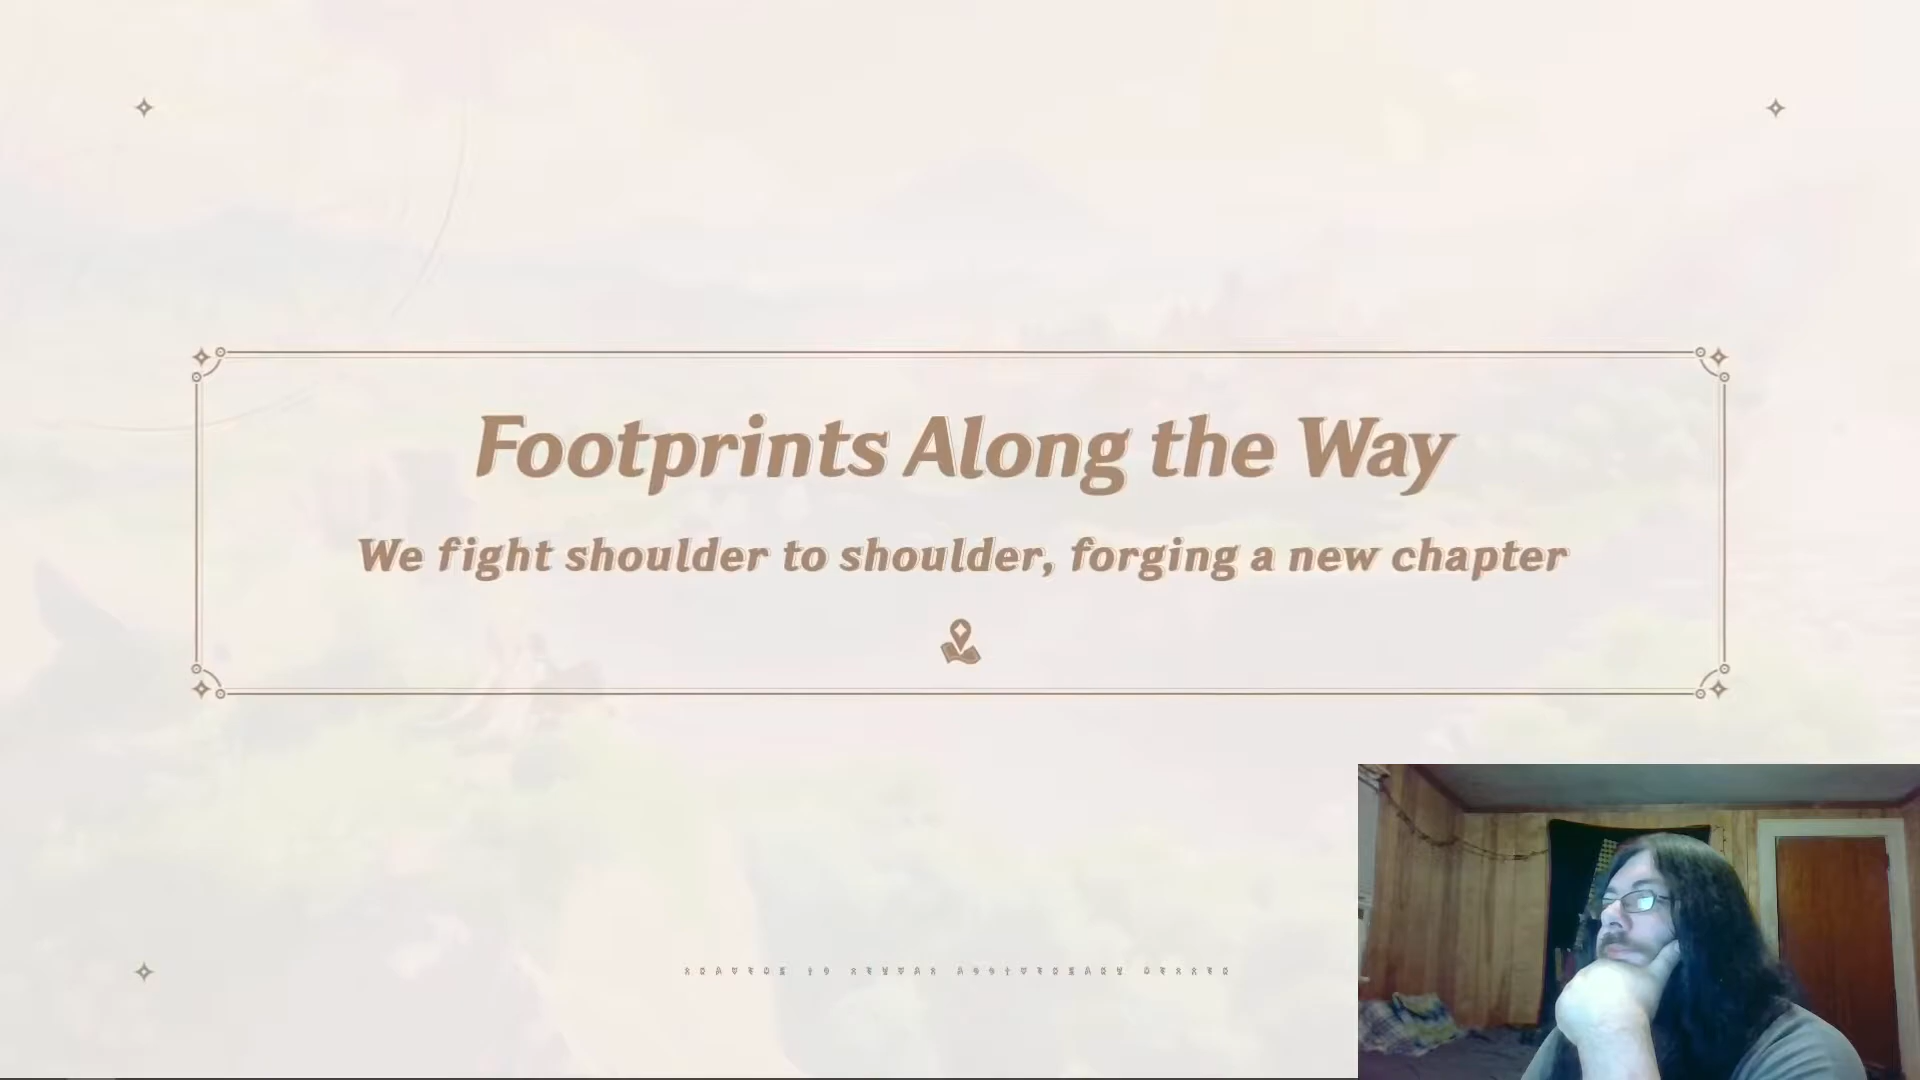 Footprints Along the Way
We fight shoulder to shoulder, forging a new chapter